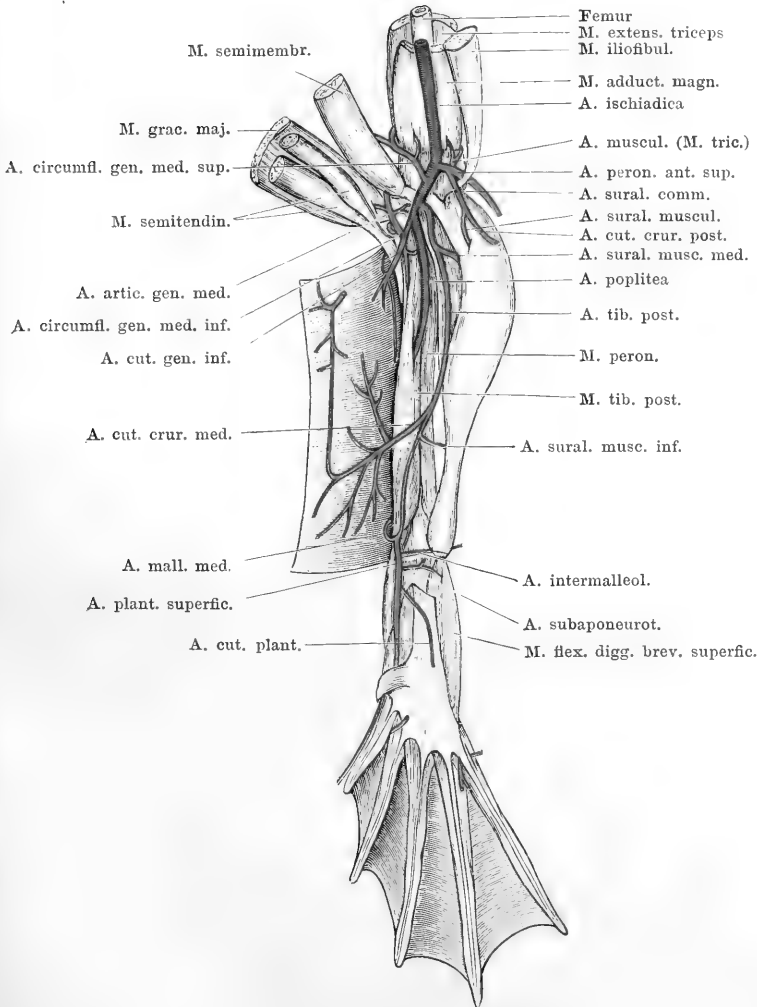 Femur
M. extens. triceps
M. iliofibul.
M. semimembr.
M. adduct. magn.
A. ischiadica
M. grac. maj.
A. muscul. (M. tric.)
A. circumfl. gen. med. sup.
A. peron. ant. sup.
A. sural. comm.
A. sural. muscul.
M. semitendin.
A. cut. crur. post.
A. sural. musc. med.
A. poplitea
A. artic. gen. med.
A. tib. post.
A. circumfl. gen. med. inf.
A. cut. gen. inf.
M. peron.
M. tib. post.
A. cut. crur. med.
A. sural. musc. inf.
A. mall. med.
A. intermalleol.
A. plant. superfic.
A. subaponeurot.
A. cut. plant.
M. flex. digg. brev. superfic.